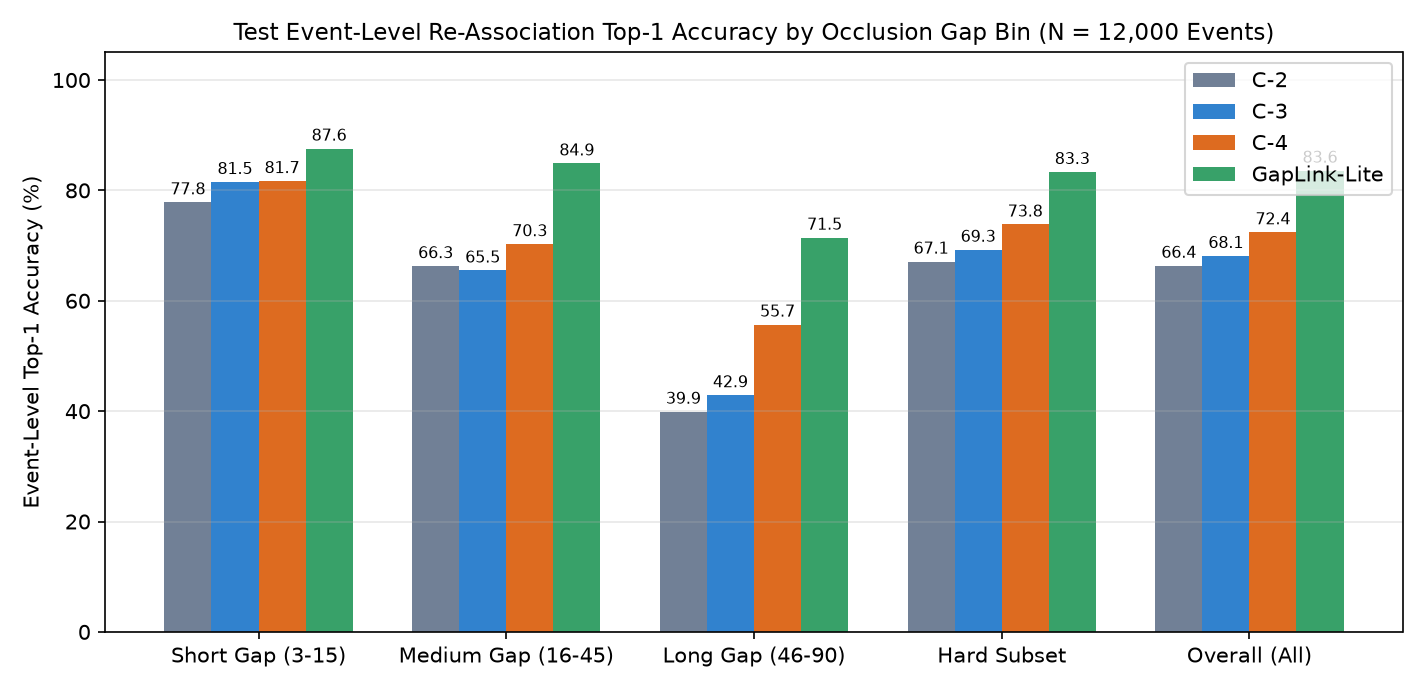 Test Event-Level Re-Association Top-1 Accuracy by Occlusion Gap Bin (N = 12,000 Events)
Event-Level Top-1 Accuracy (%)
100
80
60
40
20
0
C-2
C-3
C-4
GapLink-Lite
77.8
81.5
81.7
87.6
66.3
65.5
70.3
84.9
39.9
42.9
55.7
71.5
67.1
69.3
73.8
83.3
66.4
68.1
72.4
83.6
Short Gap (3-15)
Medium Gap (16-45)
Long Gap (46-90)
Hard Subset
Overall (All)